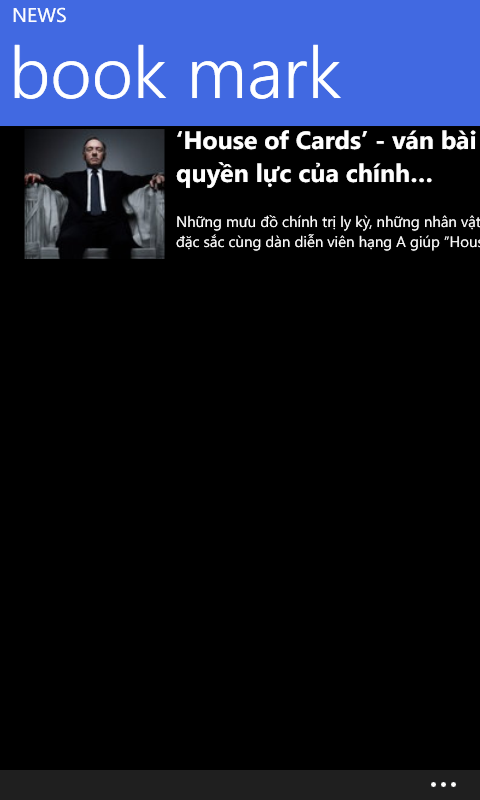 NEWS
book mark
‘House of Cards’ - ván bài
quyền lực của chính...
Những mưu đồ chính trị ly kỳ, những nhân vật
đặc sắc cùng dàn diễn viên hạng A giúp "Hous